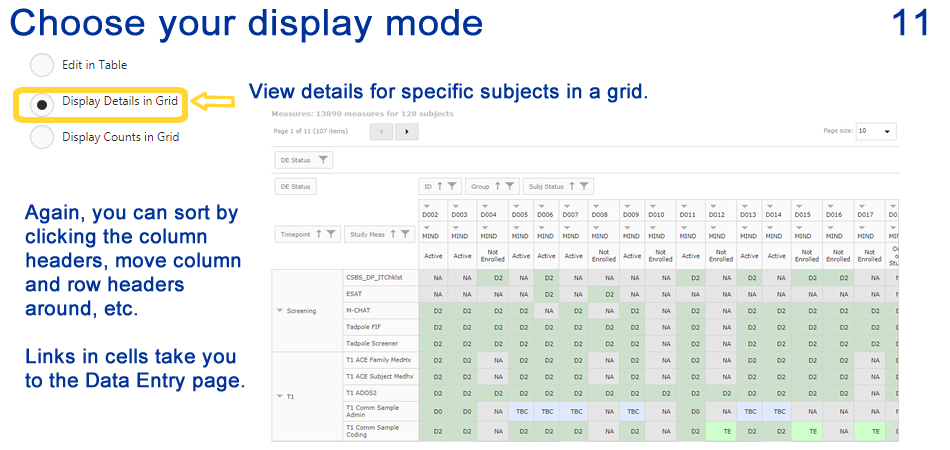 Choose your display mode 11
Edit in Table
Display Details in Grid
Display Counts in Grid
View details for specific subjects in a grid.
Again, you can sort by
clicking the column
headers, move column
and row headers
around, etc.
Links in cells take you
to the Data Entry page.
Measures: 13890 measures for 128 subjects
Page 1 of 11 (107 items) Page size: 10
DE Status
DE Status ID Group Subj Status
D002 D003 D004 D005 D006 D007 D008 D009 D010 D011 D012 D013 D014 D015 D016 D017
Timepoint Study Meas MIND MIND MIND MIND MIND MIND MIND MIND MIND MIND MIND MIND MIND MIND MIND MIND
Active Active Not Enrolled Active Active Active Not Enrolled Active Not Enrolled Active Not Enrolled Active Active Not Enrolled Not Enrolled Not Enrolled
CSBS_DP_ITChklst NA NA D2 NA D2 NA NA NA NA D2 NA D2 NA D2 D2 NA
ESAT NA NA NA NA D2 NA D2 NA NA NA NA NA NA NA NA NA
Screening M-CHAT D2 D2 D2 D2 NA D2 NA D2 NA D2 D2 D2 D2 D2 D2 D2
Tadpole FIF D2 D2 D2 D2 D2 D2 D2 D2 NA D2 D2 D2 D2 D2 D2 D2
Tadpole Screener D2 D2 D2 D2 D2 D2 D2 D2 NA D2 D2 D2 D2 D2 D2 D2
T1 ACE Family MedHx D2 D2 NA D2 D2 D2 NA D2 NA D2 NA D2 D2 D2 D2 NA
T1 ACE Subject Medhx D2 D2 NA D2 D2 D2 NA D2 NA D2 NA D2 D2 D2 D2 NA
T1 T1 ADOS2 D2 D2 D2 D2 D2 D2 D2 D2 NA D2 D2 D2 D2 D2 D2 D2
T1 Comm Sample
Admin D0 D0 NA TBC TBC TBC NA TBC NA D0 NA TBC TBC NA NA NA
T1 Comm Sample
Coding D2 D2 NA D2 D2 D2 NA D2 NA D2 TE D2 D2 TE NA TE